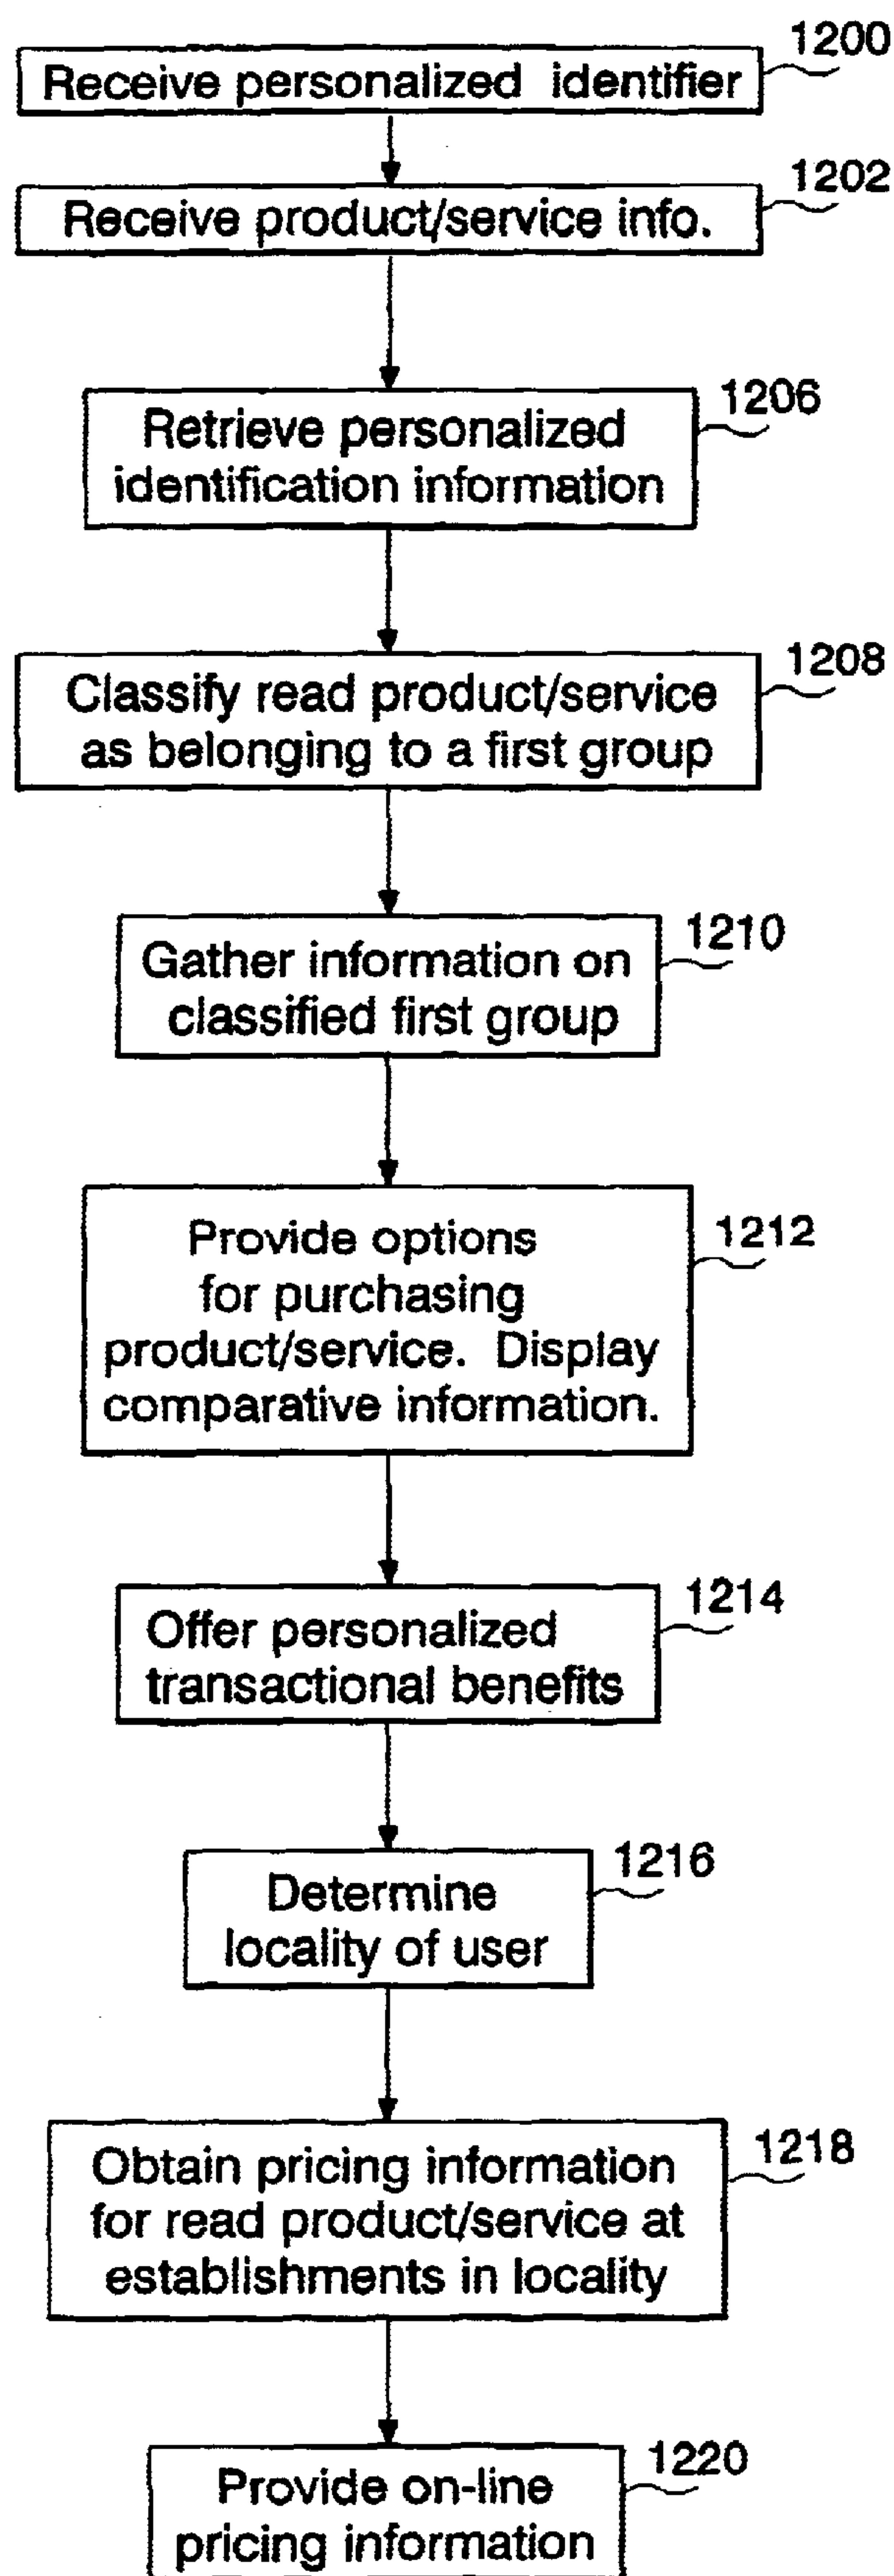 1200
Receive personalized identifier
1202
Receive product/service info.
1206
Retrieve personalized
identification information
1208
Classify read product/service
as belonging to a first group
1210
Gather information on
classified first group
1212
Provide options
for purchasing
product/service. Display
comparative information.
1214
Offer personalized
transactional benefits
1216
Determine
locality of user
1218
Obtain pricing information
for read product/service at
establishments in locality
1220
Provide on-line
pricing information